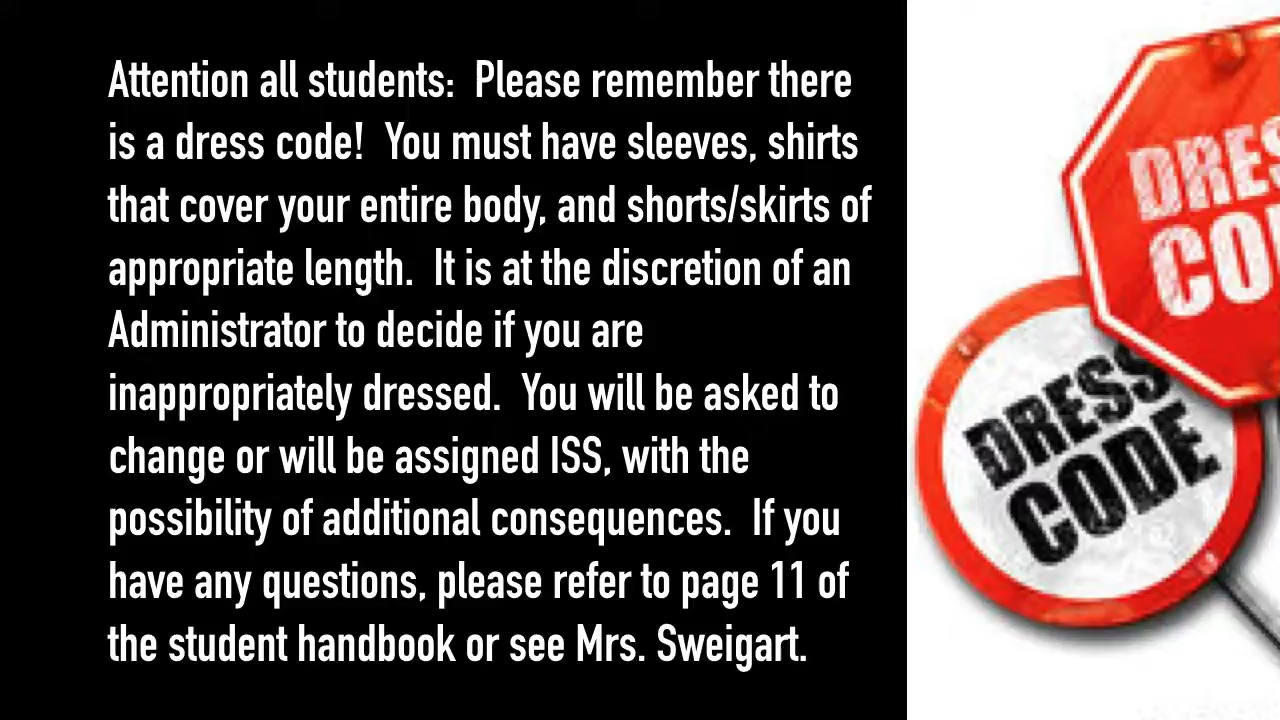 Attention all students:  Please remember there
is a dress code!  You must have sleeves, shirts
that cover your entire body, and shorts/skirts of
appropriate length.  It is at the discretion of an
Administrator to decide if you are
inappropriately dressed.  You will be asked to
change or will be assigned ISS, with the
possibility of additional consequences.  If you
have any questions, please refer to page 11 of
the student handbook or see Mrs. Sweigart.
DRES
CO
DRESS
CODE